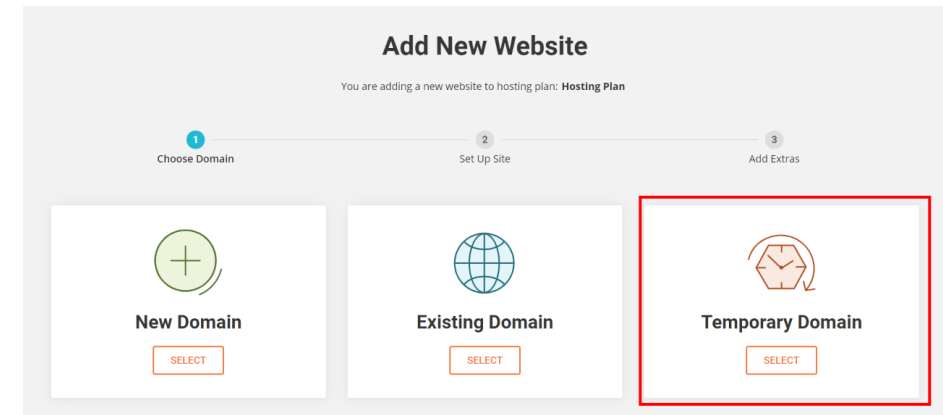 Add New Website
You are adding a new website to hosting plan: Hosting Plan
1
2
3
Choose Domain
Set Up Site
Add Extras
New Domain
Existing Domain
Temporary Domain
SELECT
SELECT
SELECT